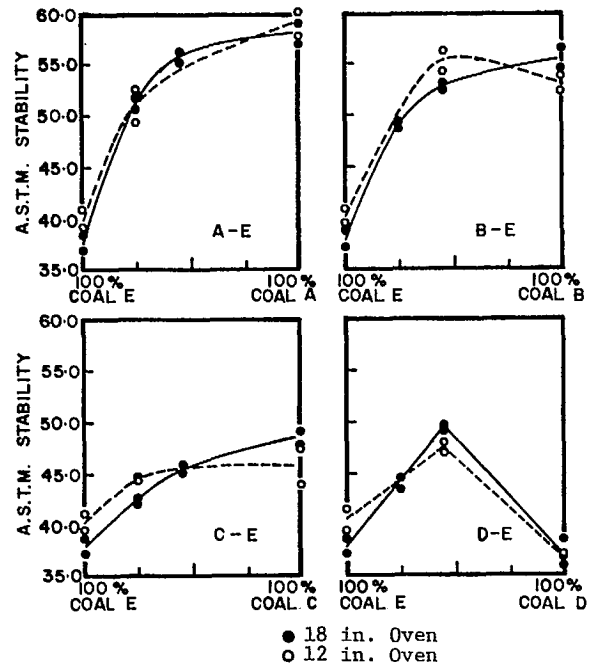 A.S.T.M. STABILITY
60·0
55·0
50·0
45·0
40·0
35·0
A-E
100%
COAL E
100%
COAL A
B-E
100%
COAL E
100%
COAL B
A.S.T.M. STABILITY
60·0
55·0
50·0
45·0
40·0
35·0
C-E
100%
COAL E
100%
COAL C
D-E
100%
COAL E
100%
COAL D
● 18 in. Oven
○ 12 in. Oven